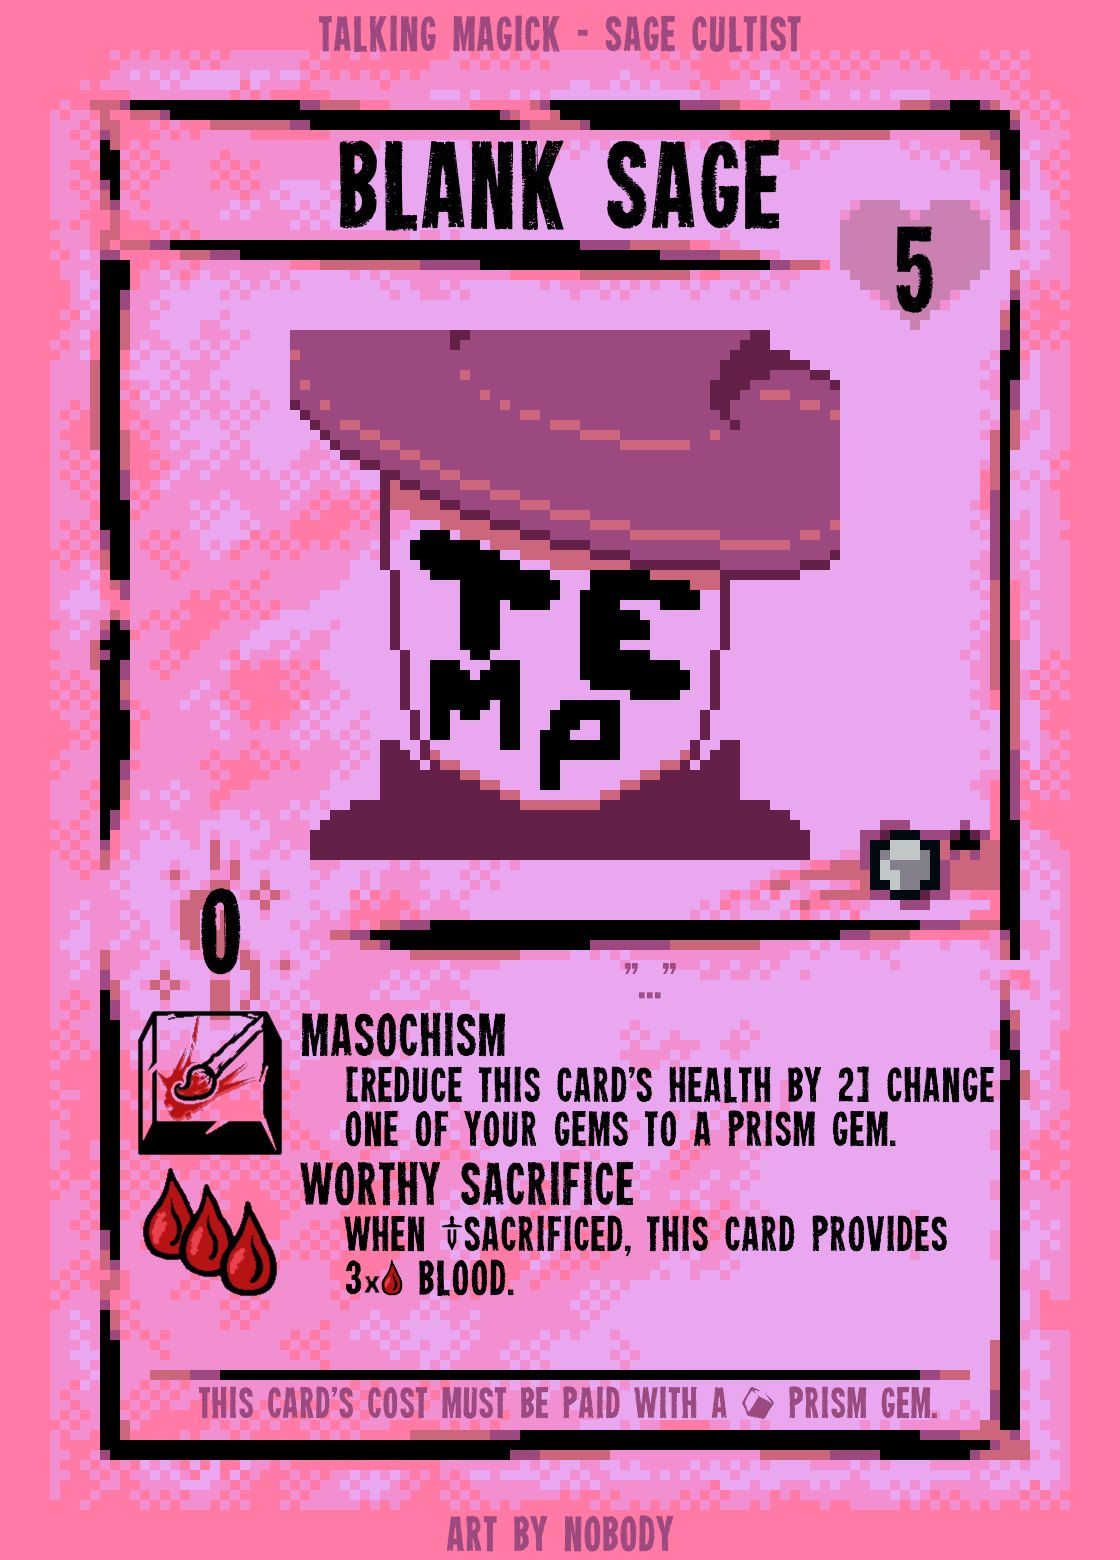 TALKING MAGICK - SAGE CULTIST
BLANK SAGE
5
TE
MP
0
" "
...
MASOCHISM
[REDUCE THIS CARD'S HEALTH BY 2] CHANGE
ONE OF YOUR GEMS TO A PRISM GEM.
WORTHY SACRIFICE
WHEN SACRIFICED, THIS CARD PROVIDES
3x BLOOD.
THIS CARD'S COST MUST BE PAID WITH A PRISM GEM.
ART BY NOBODY